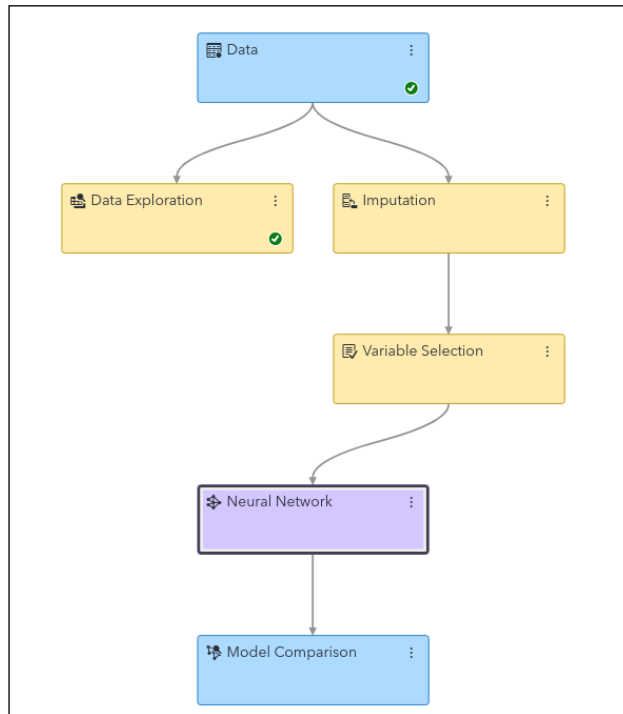 Data
Data Exploration
Imputation
Variable Selection
Neural Network
Model Comparison